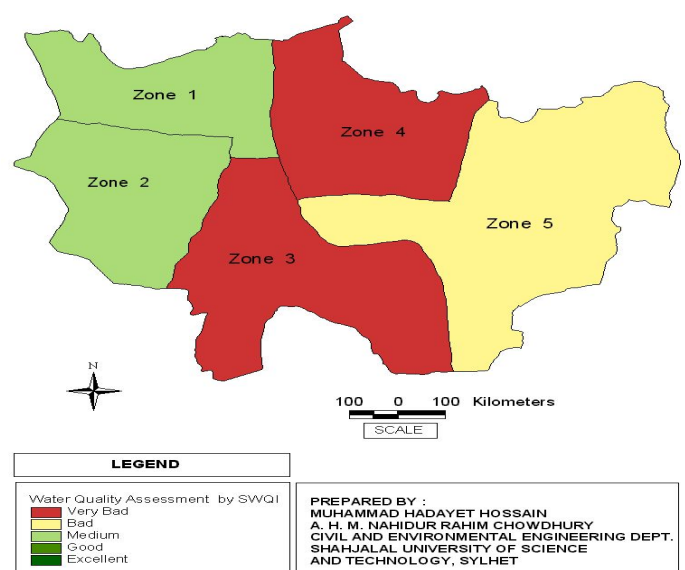 Zone 1
Zone 4
Zone 2
Zone 5
Zone 3
N
100 0 100 Kilometers
SCALE
LEGEND
Water Quality Assessment by SWQI
Very Bad
Bad
Medium
Good
Excellent
PREPARED BY :
MUHAMMAD HADAYET HOSSAIN
A. H. M. NAHIDUR RAHIM CHOWDHURY
CIVIL AND ENVIRONMENTAL ENGINEERING DEPT.
SHAHJALAL UNIVERSITY OF SCIENCE
AND TECHNOLOGY, SYLHET